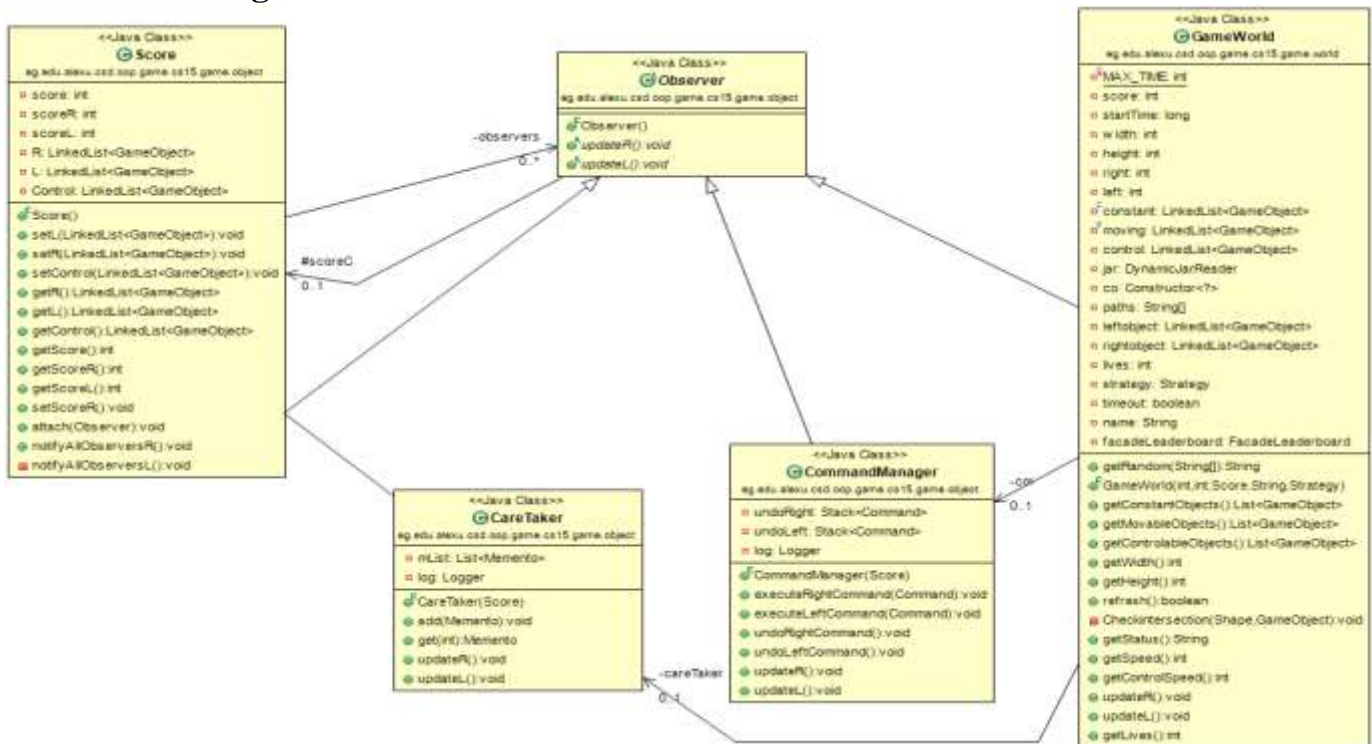 <<Java Class>>
Score
eg.edu.alexu.csd.oop.game.cs15.game.object
score: int
scoreR: int
scoreL: int
R: LinkedList<GameObject>
L: LinkedList<GameObject>
Control: LinkedList<GameObject>
Score()
setL(LinkedList<GameObject>):void
setR(LinkedList<GameObject>):void
setControl(LinkedList<GameObject>):void
getR():LinkedList<GameObject>
getL():LinkedList<GameObject>
getControl():LinkedList<GameObject>
getScore():int
getScoreR():int
getScoreL():int
setScoreR():void
attach(Observer):void
notifyAllObserversR():void
notifyAllObserversL():void
-observers
0..*
#scoreC
0..1
<<Java Class>>
Observer
eg.edu.alexu.csd.oop.game.cs15.game.object
Observer()
updateR():void
updateL():void
<<Java Class>>
CareTaker
eg.edu.alexu.csd.oop.game.cs15.game.object
mList: List<Memento>
log: Logger
CareTaker(Score)
add(Memento):void
get(int):Memento
updateR():void
updateL():void
-careTaker
0..1
<<Java Class>>
CommandManager
eg.edu.alexu.csd.oop.game.cs15.game.object
undoRight: Stack<Command>
undoLeft: Stack<Command>
log: Logger
CommandManager(Score)
executeRightCommand(Command):void
executeLeftCommand(Command):void
undoRightCommand():void
undoLeftCommand():void
updateR():void
updateL():void
0..1
<<Java Class>>
GameWorld
eg.edu.alexu.csd.oop.game.cs15.game.world
MAX_TIME: int
score: int
startTime: long
width: int
height: int
right: int
left: int
constant: LinkedList<GameObject>
moving: LinkedList<GameObject>
control: LinkedList<GameObject>
jar: DynamicJarReader
co: Constructor<?>
paths: String[]
leftobject: LinkedList<GameObject>
rightobject: LinkedList<GameObject>
lives: int
strategy: Strategy
timeout: boolean
name: String
facadeLeaderboard: FacadeLeaderboard
getRandom(String[]):String
GameWorld(int,int,Score,String,Strategy)
getConstantObjects():List<GameObject>
getMovableObjects():List<GameObject>
getControlableObjects():List<GameObject>
getWidth():int
getHeight():int
refrash():boolean
CheckIntersection(Shape,GameObject):void
getStatus():String
getSpeed():int
getControlSpeed():int
updateR():void
updateL():void
getLives():int